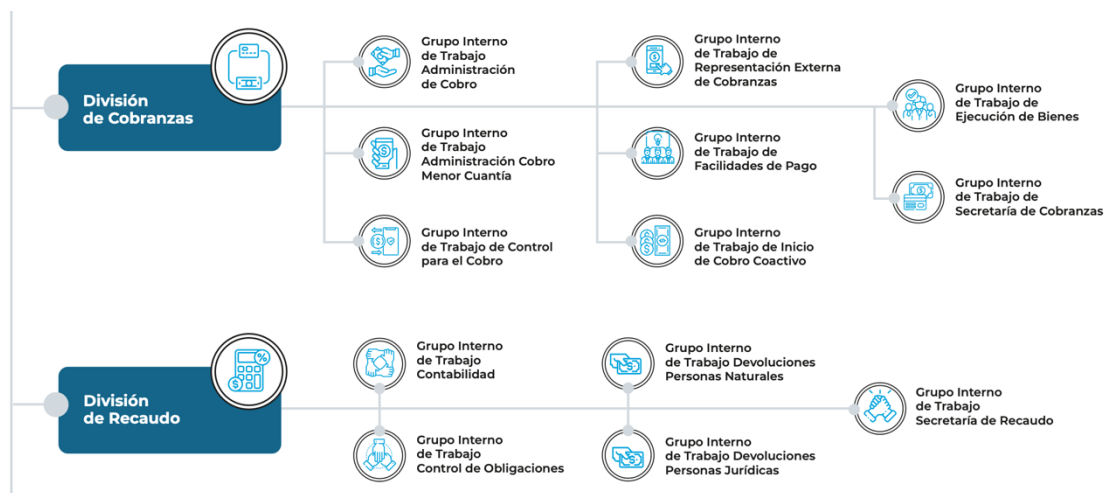 División
de Cobranzas
Grupo Interno
de Trabajo
Administración
de Cobro
Grupo Interno
de Trabajo
Administración Cobro
Menor Cuantía
Grupo Interno
de Trabajo de Control
para el Cobro
Grupo Interno
de Trabajo de
Representación Externa
de Cobranzas
Grupo Interno
de Trabajo de
Facilidades de Pago
Grupo Interno
de Trabajo de Inicio
de Cobro Coactivo
Grupo Interno
de Trabajo de
Ejecución de Bienes
Grupo Interno
de Trabajo de
Secretaría de Cobranzas
División
de Recaudo
Grupo Interno
de Trabajo
Contabilidad
Grupo Interno
de Trabajo
Control de Obligaciones
Grupo Interno
de Trabajo Devoluciones
Personas Naturales
Grupo Interno
de Trabajo Devoluciones
Personas Jurídicas
Grupo Interno
de Trabajo
Secretaría de Recaudo